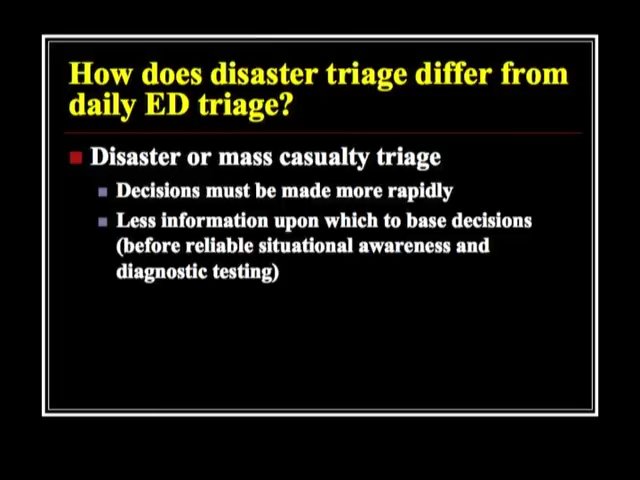 How does disaster triage differ from
daily ED triage?
Disaster or mass casualty triage
Decisions must be made more rapidly
Less information upon which to base decisions
(before reliable situational awareness and
diagnostic testing)